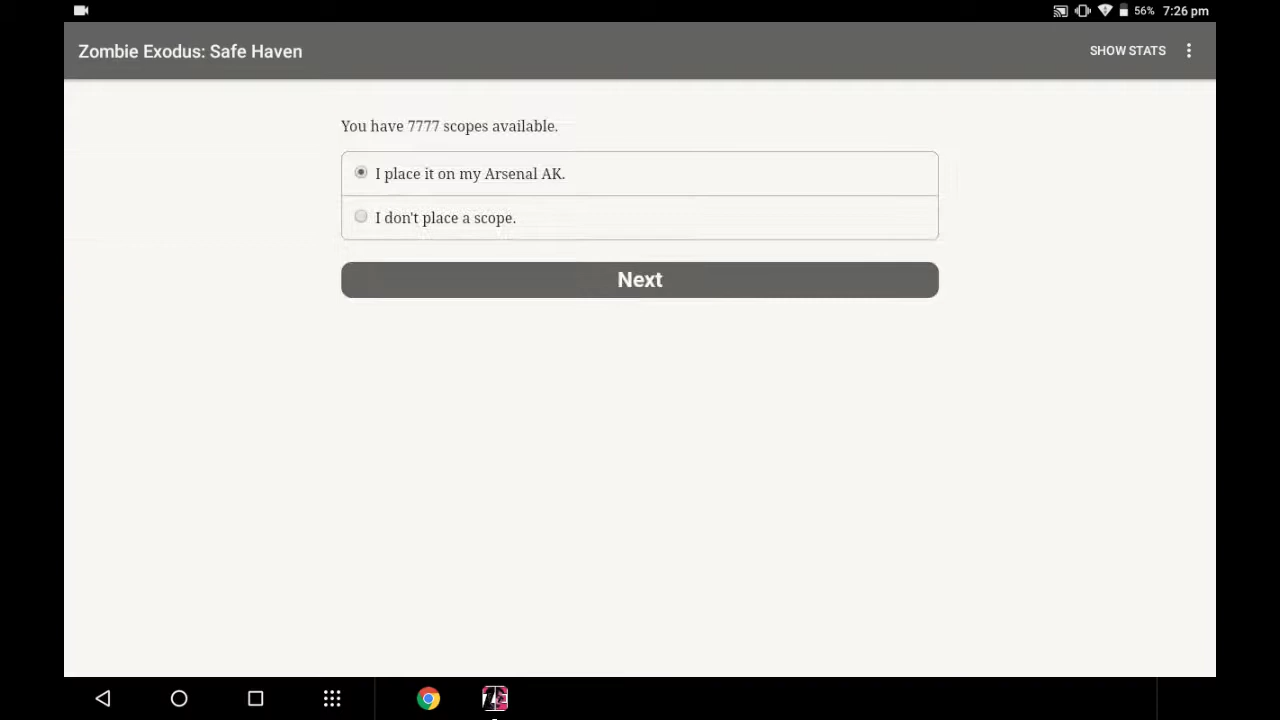 56% 7:26 pm
Zombie Exodus: Safe Haven
SHOW STATS
You have 7777 scopes available.
I place it on my Arsenal AK.
I don't place a scope.
Next
ZE